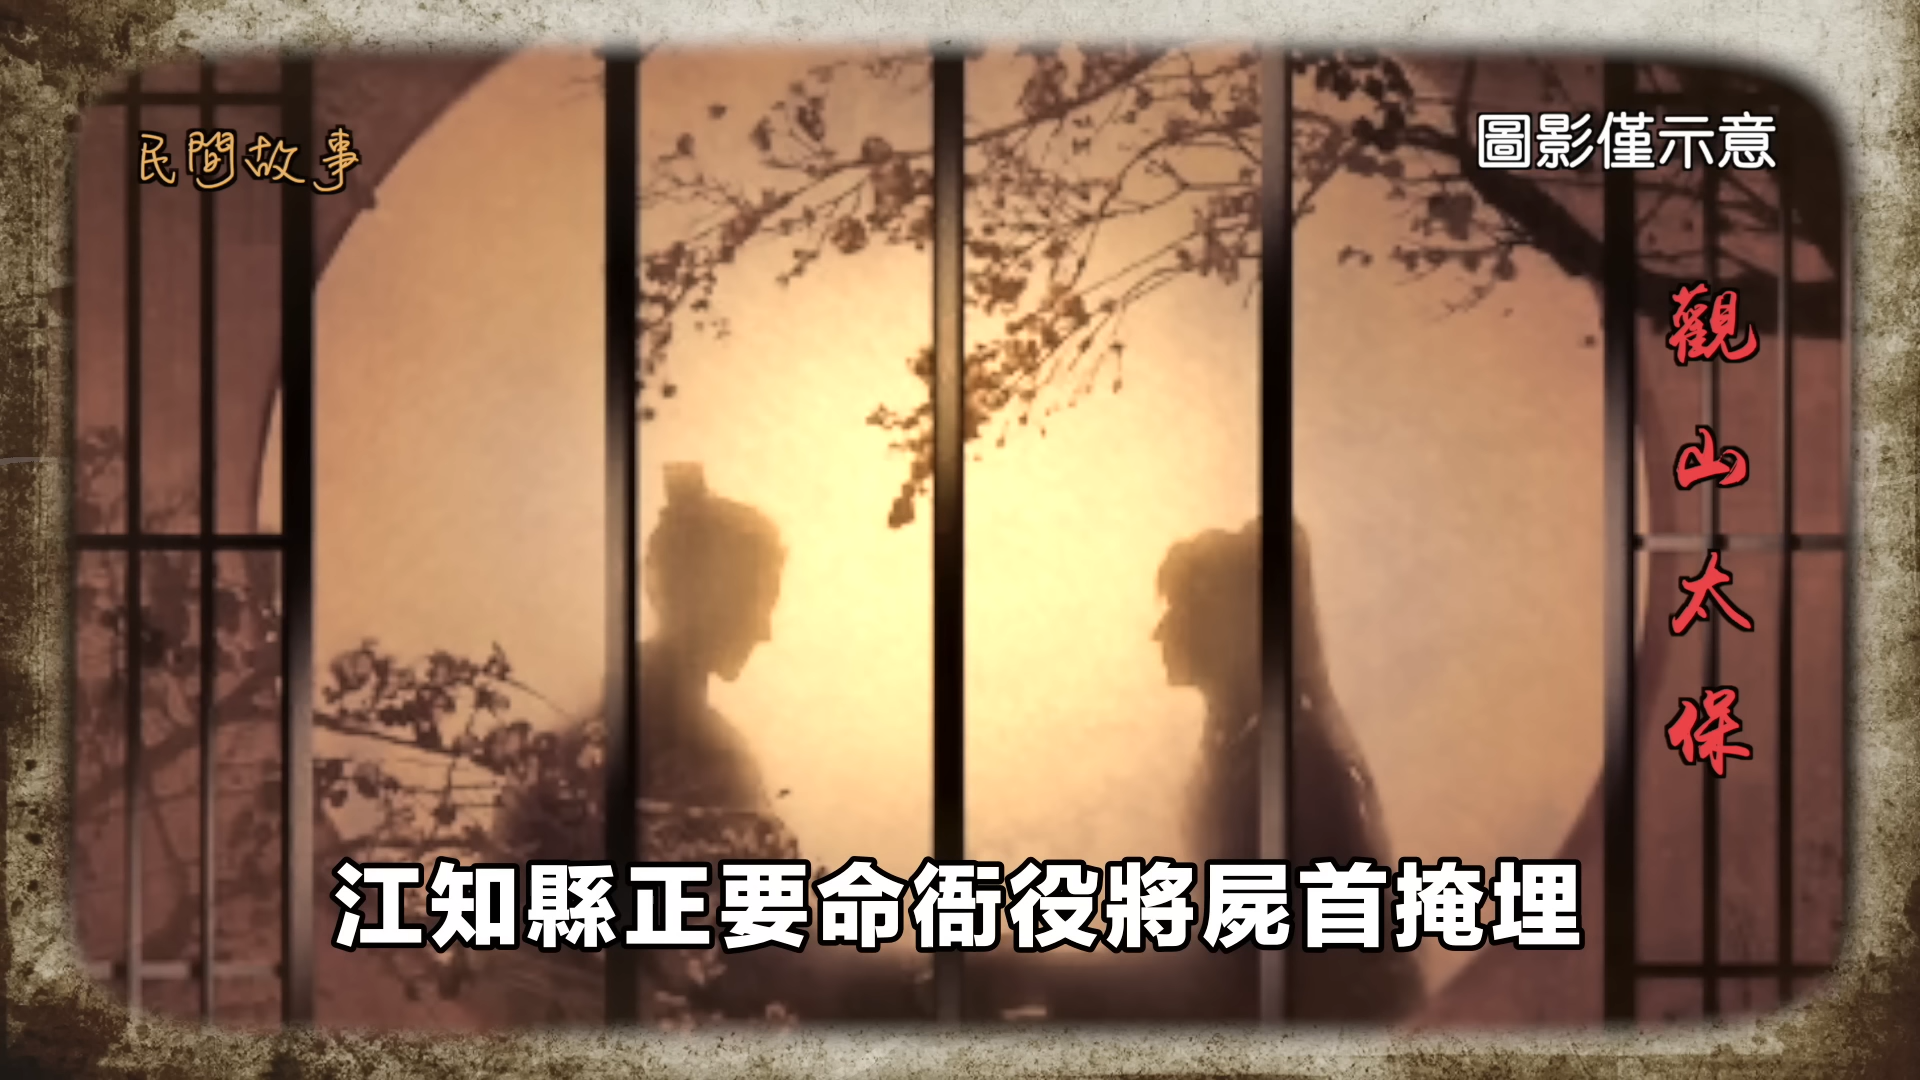 民間故事
圖影僅示意
觀山太保
江知縣正要命衙役將屍首掩埋